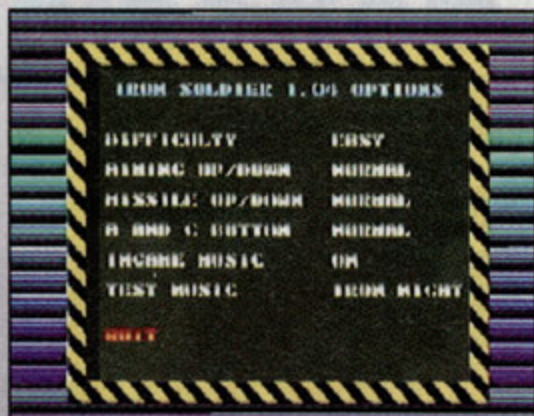 IRON SOLDIER 1.04 OPTIONS
DIFFICULTY EASY
AIMING UP/DOWN NORMAL
MISSILE UP/DOWN NORMAL
A AND C BUTTON NORMAL
INGAME MUSIC ON
TEST MUSIC IRON MIGHT
QUIT